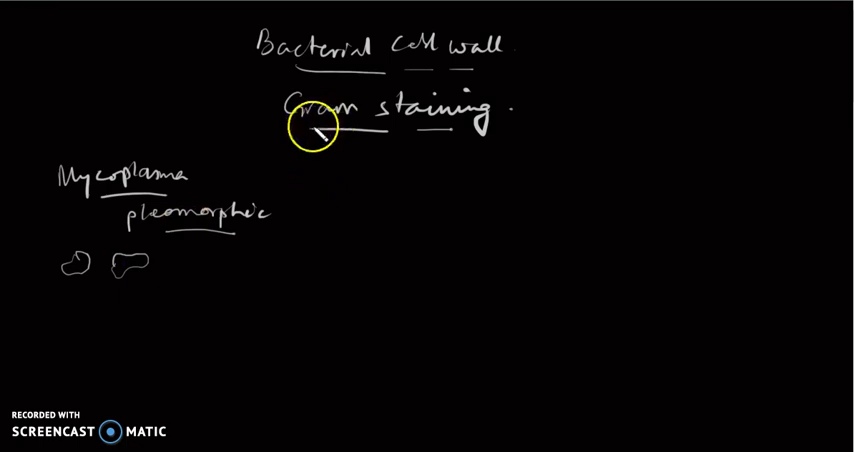 Bacterial Cell wall
Gram staining.
Mycoplasma
pleomorphic
RECORDED WITH
SCREENCAST MATIC